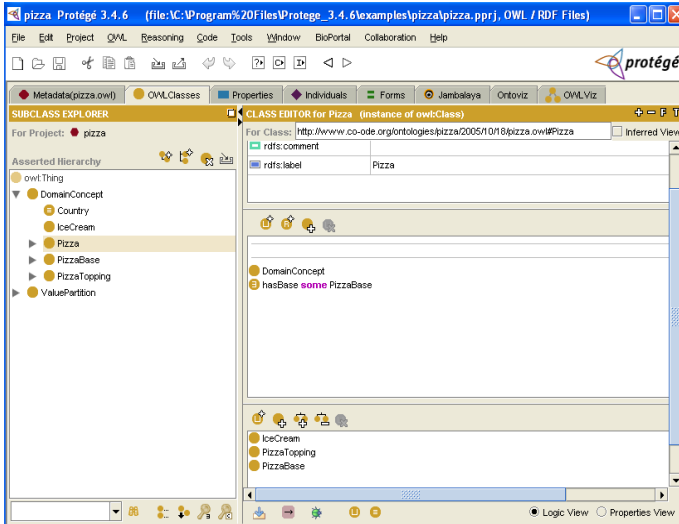 pizza Protégé 3.4.6 (file:\C:\Program%20Files\Protege_3.4.6\examples\pizza\pizza.pprj, OWL / RDF Files)
File Edit Project OWL Reasoning Code Tools Window BioPortal Collaboration Help
protégé
Metadata(pizza.owl) OWLClasses Properties Individuals Forms Jambalaya Ontoviz OWLViz
SUBCLASS EXPLORER
For Project: pizza
Asserted Hierarchy
owl:Thing
DomainConcept
Country
IceCream
Pizza
PizzaBase
PizzaTopping
ValuePartition
CLASS EDITOR for Pizza (instance of owl:Class)
For Class: http://www.co-ode.org/ontologies/pizza/2005/10/18/pizza.owl#Pizza Inferred View
rdfs:comment
rdfs:label Pizza
DomainConcept
hasBase some PizzaBase
IceCream
PizzaTopping
PizzaBase
Logic View Properties View